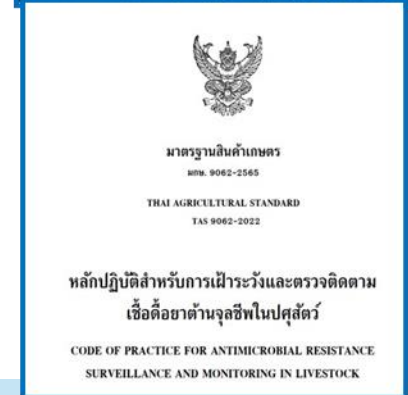 มาตรฐานสินค้าเกษตร
มกษ. 9062-2565
THAI AGRICULTURAL STANDARD
TAS 9062-2022
หลักปฏิบัติสำหรับการเฝ้าระวังและตรวจติดตาม
เชื้อดื้อยาต้านจุลชีพในปศุสัตว์
CODE OF PRACTICE FOR ANTIMICROBIAL RESISTANCE
SURVEILLANCE AND MONITORING IN LIVESTOCK